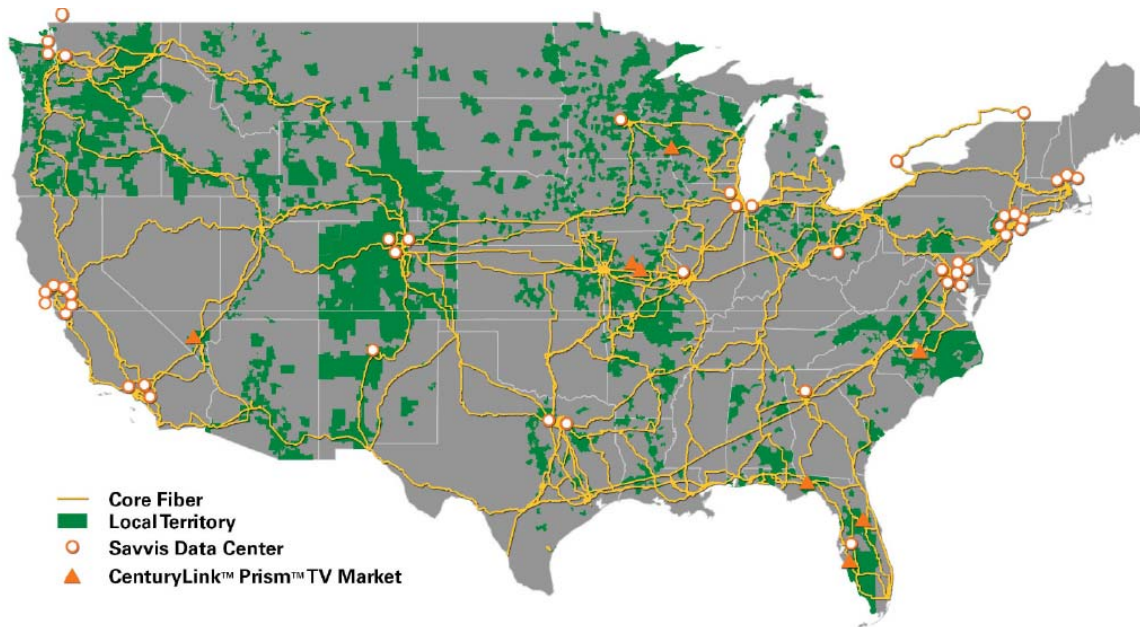 Core Fiber
Local Territory
Savvis Data Center
CenturyLink™ Prism™ TV Market